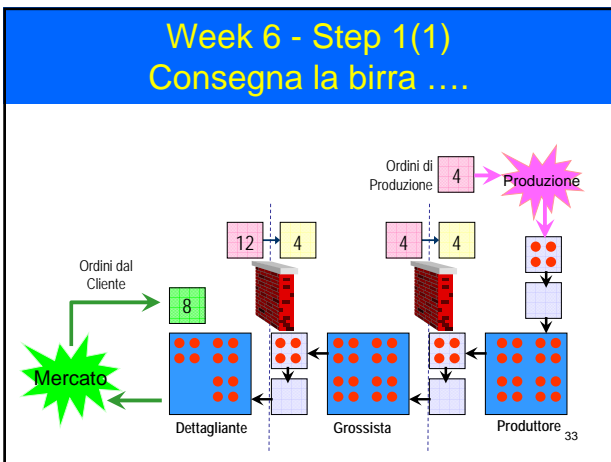 Week 6 - Step 1(1)
Consegna la birra ....
Ordini di
Produzione
4
Produzione
12
4
4
4
Ordini dal
Cliente
8
Mercato
Dettagliante
Grossista
Produttore
33